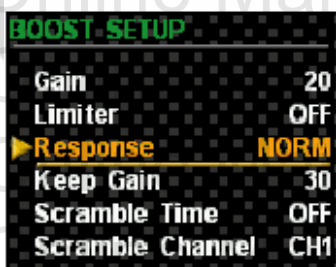 BOOST SETUP
Gain 20
Limiter OFF
Response NORM
Keep Gain 30
Scramble Time OFF
Scramble Channel CH1